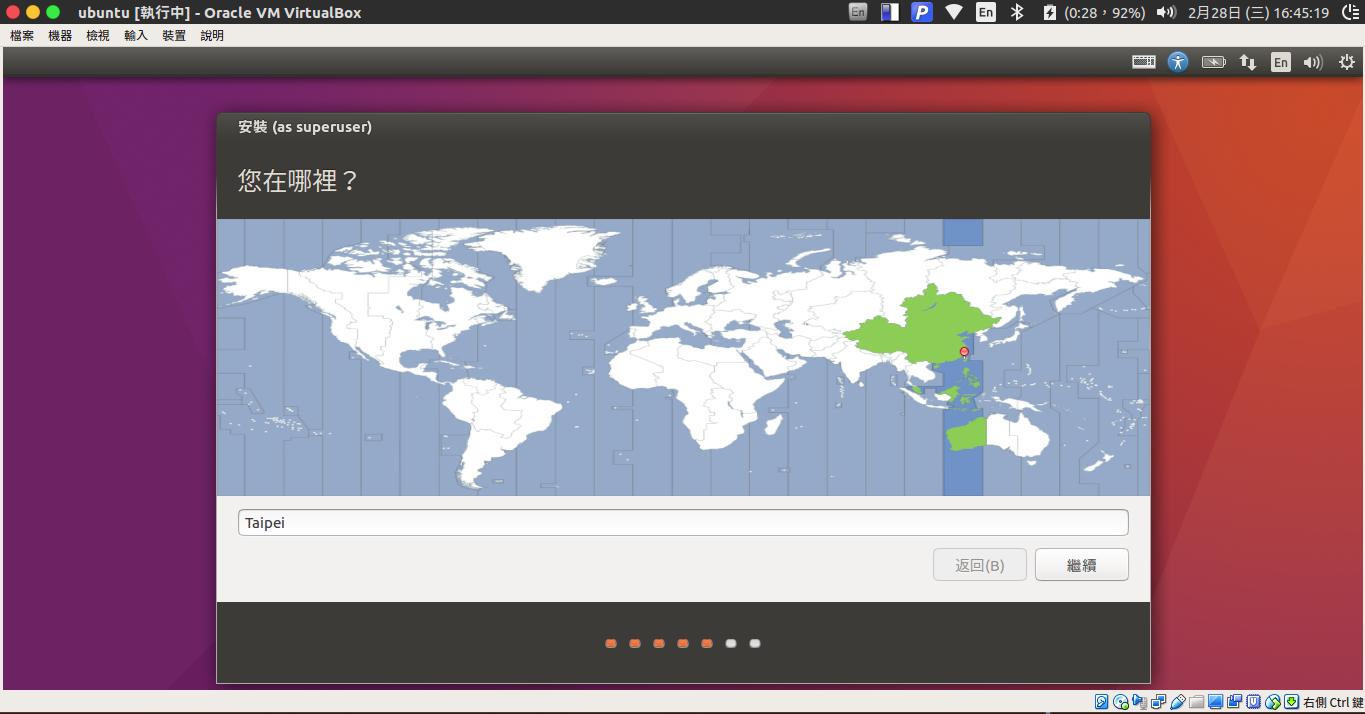 ubuntu [執行中] - Oracle VM VirtualBox
En
P
En
(0:28，92%)
2月28日 (三) 16:45:19
檔案 機器 檢視 輸入 裝置 說明
En
安裝 (as superuser)
您在哪裡？
Taipei
返回(B)
繼續
右側 Ctrl 鍵